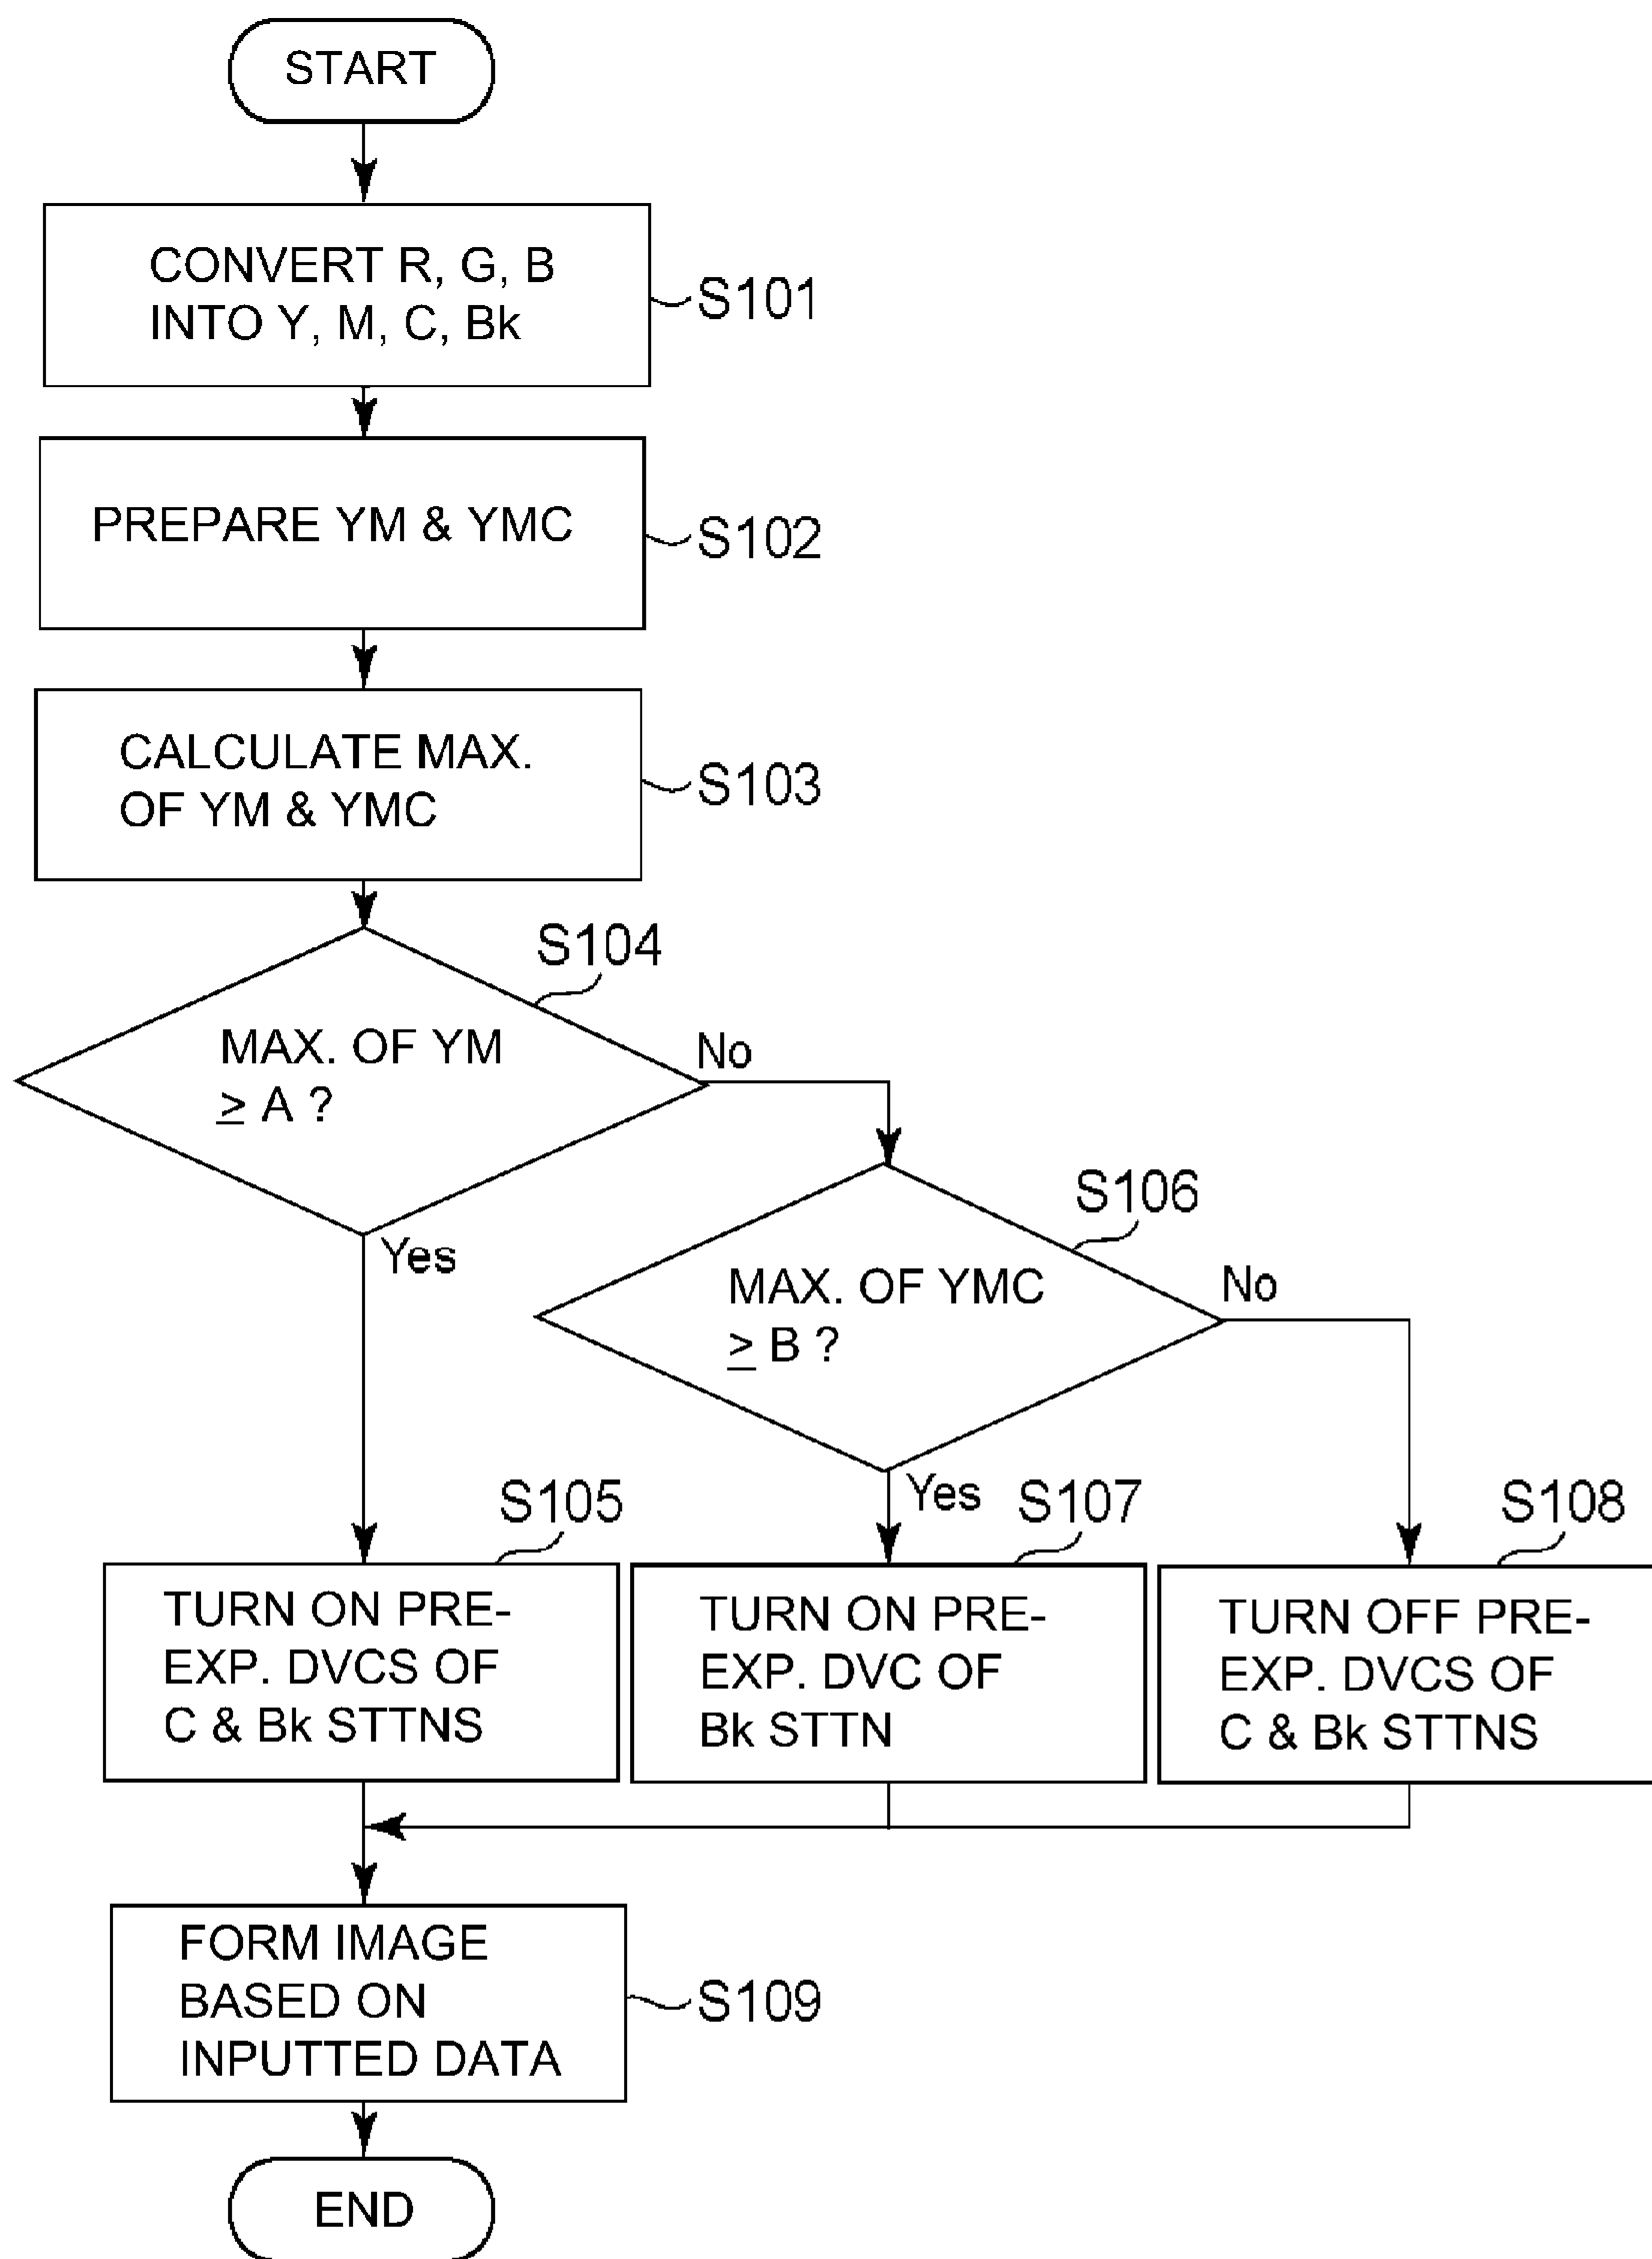 START
CONVERT R, G, B
INTO Y, M, C, Bk
S101
PREPARE YM & YMC
S102
CALCULATE MAX.
OF YM & YMC
S103
S104
MAX. OF YM
≥ A ?
No
Yes
S106
MAX. OF YMC
≥ B ?
No
Yes
S105
TURN ON PRE-
EXP. DVCS OF
C & Bk STTNS
S107
TURN ON PRE-
EXP. DVC OF
Bk STTN
S108
TURN OFF PRE-
EXP. DVCS OF
C & Bk STTNS
FORM IMAGE
BASED ON
INPUTTED DATA
S109
END